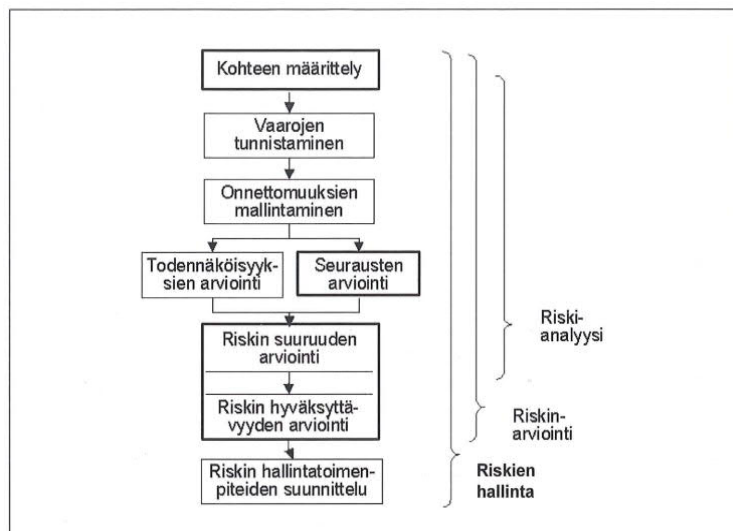 Kohteen määrittely
Vaarojen
tunnistaminen
Onnettomuuksien
mallintaminen
Todennäköisyyk-
sien arviointi
Seurausten
arviointi
Riskin suuruuden
arviointi
Riskin hyväksyttä-
vyyden arviointi
Riskin hallintatoimen-
piteiden suunnittelu
Riski-
analyysi
Riskin-
arviointi
Riskien
hallinta